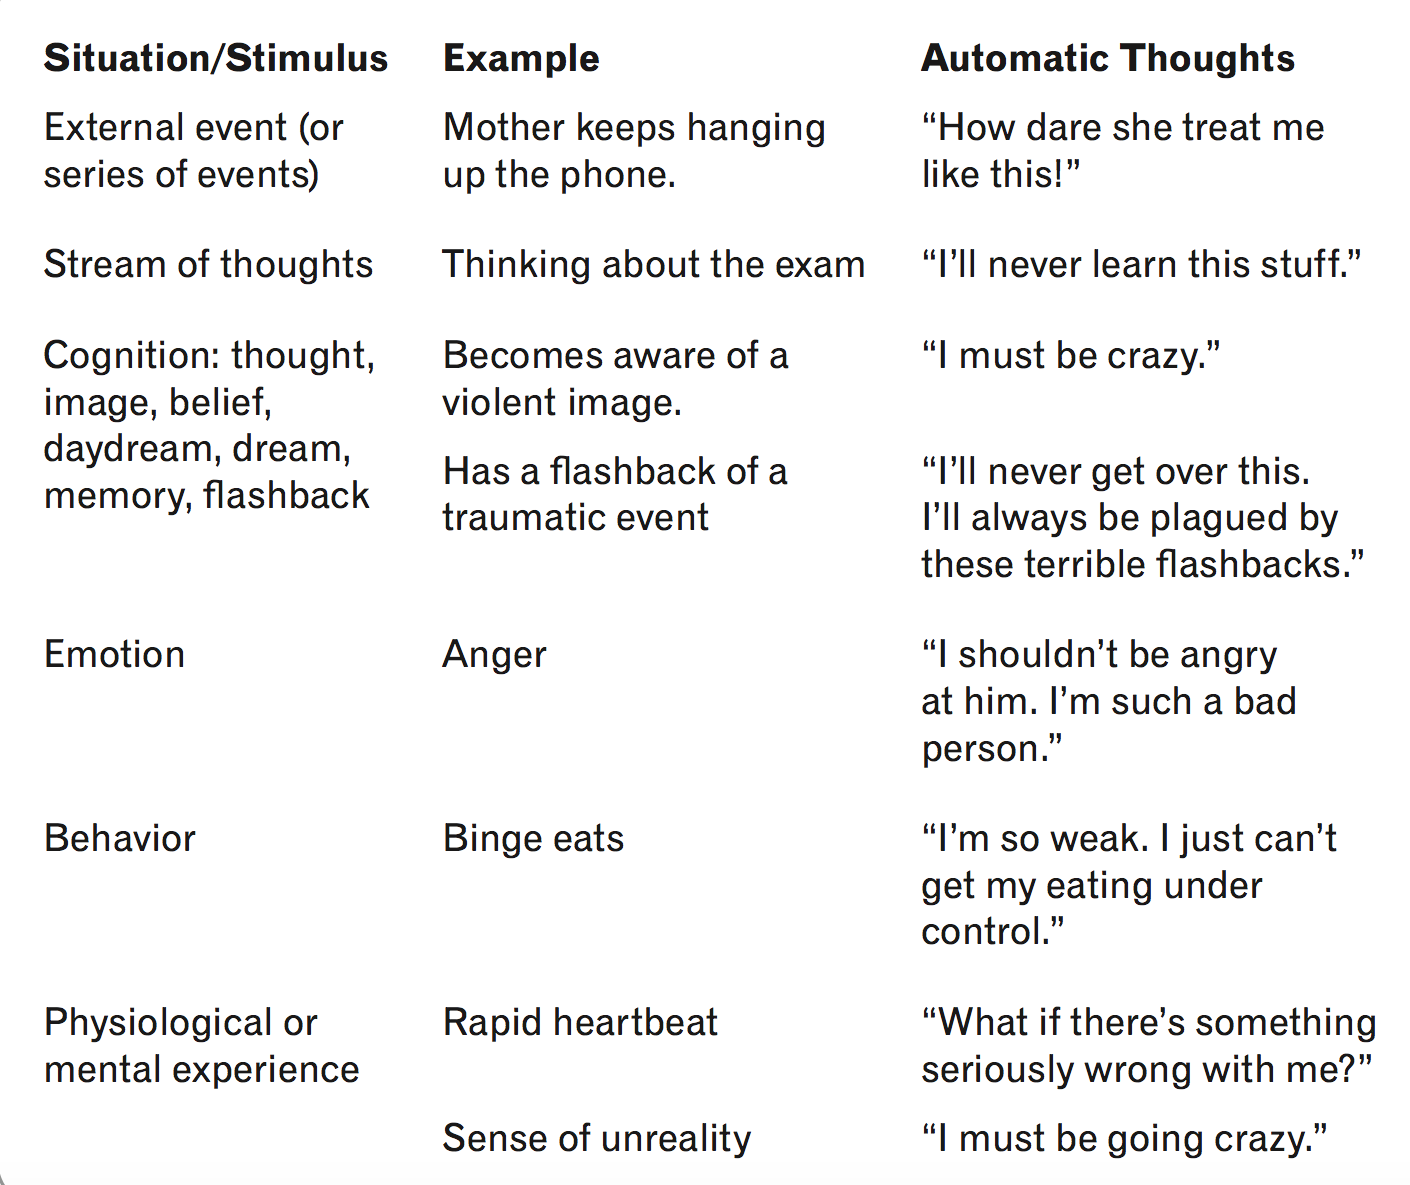 Situation/Stimulus Example Automatic Thoughts
External event (or Mother keeps hanging “How dare she treat me
series of events) up the phone. like this!”
Stream of thoughts Thinking about the exam “I’ll never learn this stuff.”
Cognition: thought, Becomes aware of a “I must be crazy.”
image, belief, violent image.
daydream, dream,
memory, flashback
Has a flashback of a “I’ll never get over this.
traumatic event I’ll always be plagued by
these terrible flashbacks.”
Emotion Anger “I shouldn’t be angry
at him. I’m such a bad
person.”
Behavior Binge eats “I’m so weak. I just can’t
get my eating under
control.”
Physiological or Rapid heartbeat “What if there’s something
mental experience seriously wrong with me?”
Sense of unreality “I must be going crazy.”